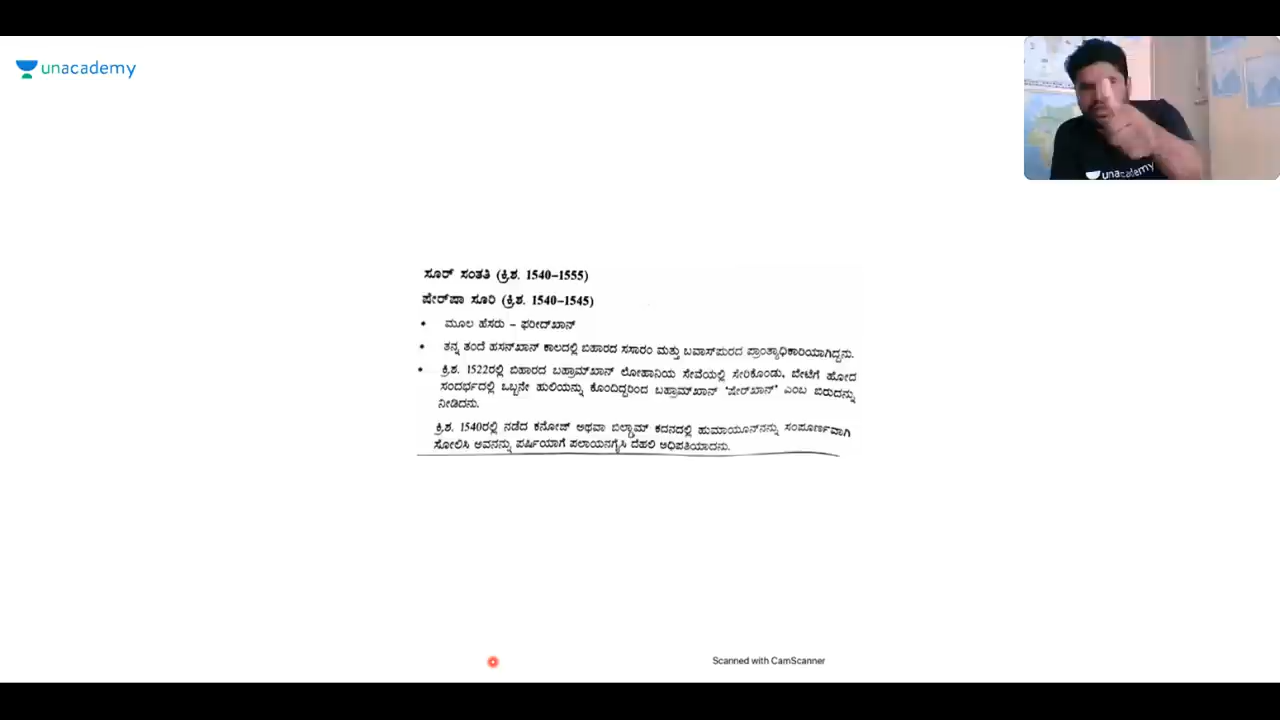 unacademy
unacademy
ಸೂರ್ ಸಂತತಿ (ಕ್ರಿ.ಶ. 1540–1555)
ಷೇರ್‌ಷಾ ಸೂರಿ (ಕ್ರಿ.ಶ. 1540–1545)
• ಮೂಲ ಹೆಸರು – ಫರೀದ್‌ಖಾನ್
• ತನ್ನ ತಂದೆ ಹಸನ್‌ಖಾನ್ ಕಾಲದಲ್ಲಿ ಬಿಹಾರದ ಸಸಾರಂ ಮತ್ತು ಬವಾಸ್‌ಪುರದ ಪ್ರಾಂತ್ಯಾಧಿಕಾರಿಯಾಗಿದ್ದನು.
• ಕ್ರಿ.ಶ. 1522ರಲ್ಲಿ ಬಿಹಾರದ ಬಹ್ರಾಮ್‌ಖಾನ್ ಲೋಹಾನಿಯ ಸೇವೆಯಲ್ಲಿ ಸೇರಿಕೊಂಡು, ಬೇಟೆಗೆ ಹೋದ
ಸಂದರ್ಭದಲ್ಲಿ ಒಬ್ಬನೇ ಹುಲಿಯನ್ನು ಕೊಂದಿದ್ದರಿಂದ ಬಹ್ರಾಮ್‌ಖಾನ್ 'ಷೇರ್‌ಖಾನ್' ಎಂಬ ಬಿರುದನ್ನು
ನೀಡಿದನು.
ಕ್ರಿ.ಶ. 1540ರಲ್ಲಿ ನಡೆದ ಕನೋಜ್ ಅಥವಾ ಬಿಲ್ಗ್ರಾಮ್ ಕದನದಲ್ಲಿ ಹುಮಾಯೂನ್‌ನನ್ನು ಸಂಪೂರ್ಣವಾಗಿ
ಸೋಲಿಸಿ ಅವನನ್ನು ಪರ್ಷಿಯಾಗೆ ಪಲಾಯನಗೈಸಿ ದೆಹಲಿ ಅಧಿಪತಿಯಾದನು.
Scanned with CamScanner